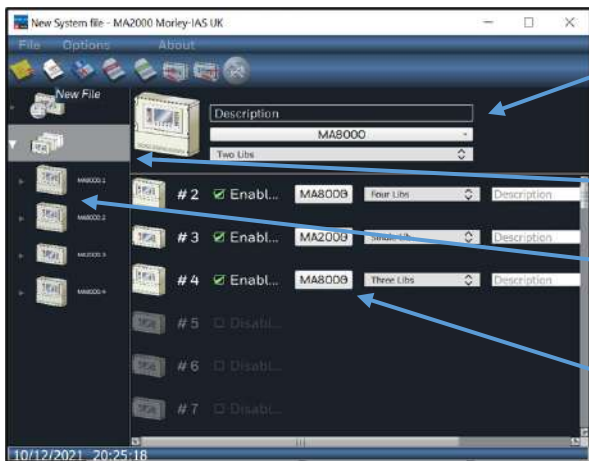 New System file - MA2000 Morley-IAS UK
File Options About
New File
Description
MA8000
Two Libs
MA8000-1
MA8000-2
MA2000-3
MA8000-4
#2 Enabl... MA8000 Four Libs Description
#3 Enabl... MA2000 Single Lib Description
#4 Enabl... MA8000 Three Libs Description
#5 Disabl...
#6 Disabl...
#7 Disabl...
10/12/2021 20:25:18